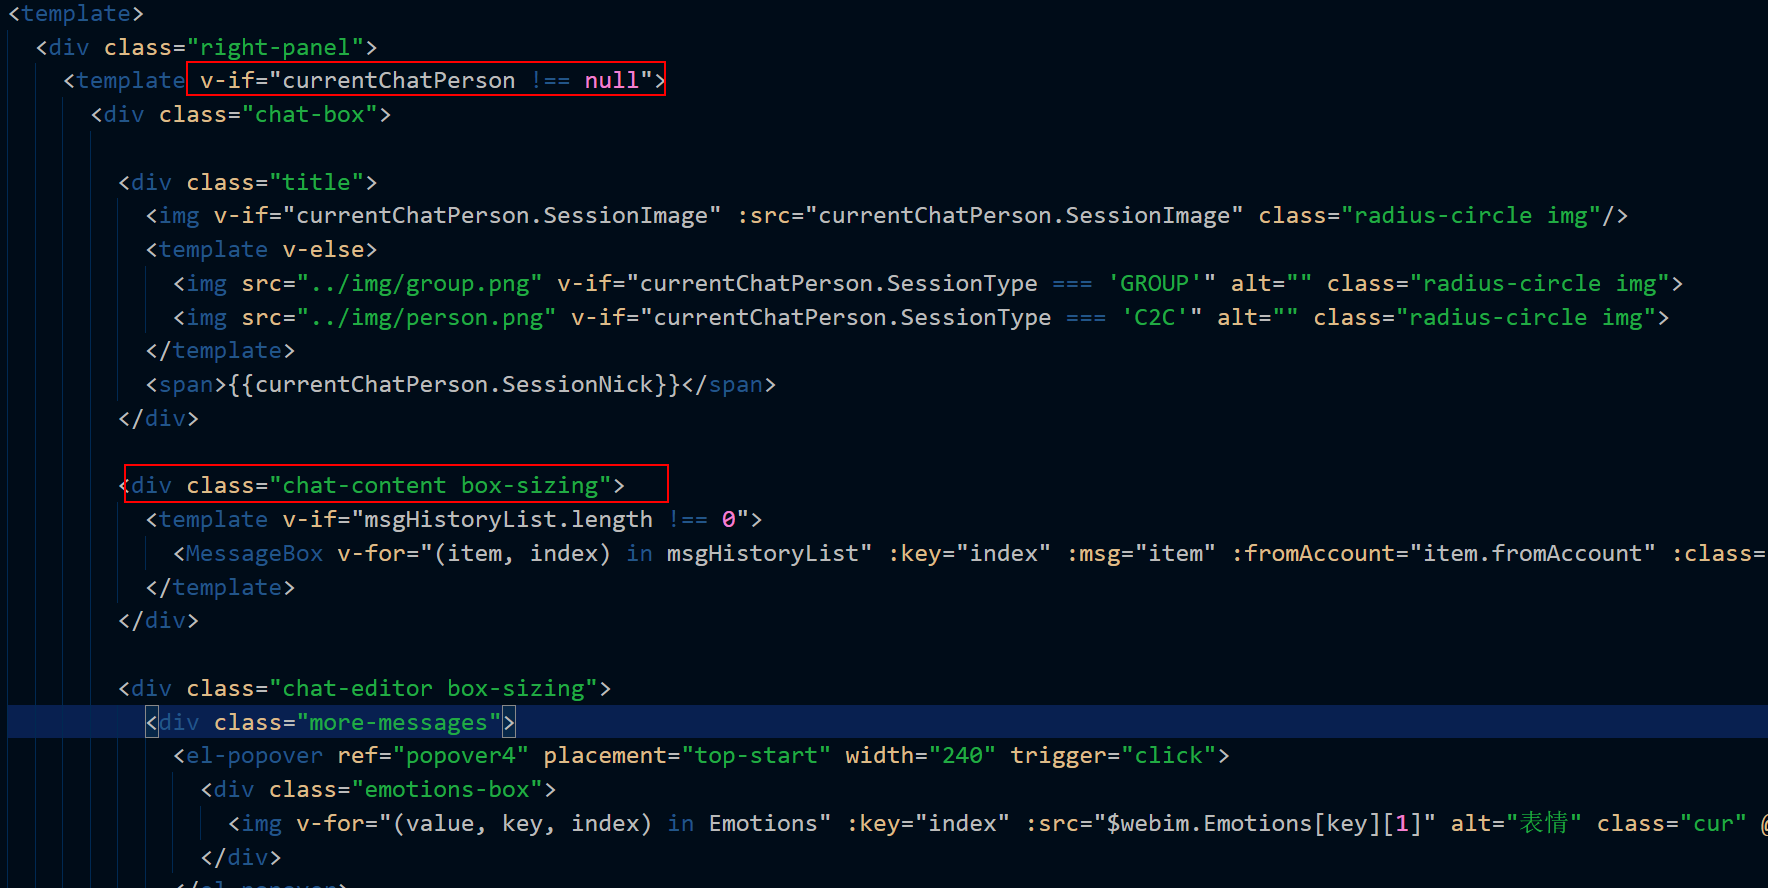 <template>
<div class="right-panel">
<template v-if="currentChatPerson !== null">
<div class="chat-box">
<div class="title">
<img v-if="currentChatPerson.SessionImage" :src="currentChatPerson.SessionImage" class="radius-circle img"/>
<template v-else>
<img src="../img/group.png" v-if="currentChatPerson.SessionType === 'GROUP'" alt="" class="radius-circle img">
<img src="../img/person.png" v-if="currentChatPerson.SessionType === 'C2C'" alt="" class="radius-circle img">
</template>
<span>{{currentChatPerson.SessionNick}}</span>
</div>
<div class="chat-content box-sizing">
<template v-if="msgHistoryList.length !== 0">
<MessageBox v-for="(item, index) in msgHistoryList" :key="index" :msg="item" :fromAccount="item.fromAccount" :class=
</template>
</div>
<div class="chat-editor box-sizing">
<div class="more-messages">
<el-popover ref="popover4" placement="top-start" width="240" trigger="click">
<div class="emotions-box">
<img v-for="(value, key, index) in Emotions" :key="index" :src="$webim.Emotions[key][1]" alt="表情" class="cur" @
</div>
</el-popover>